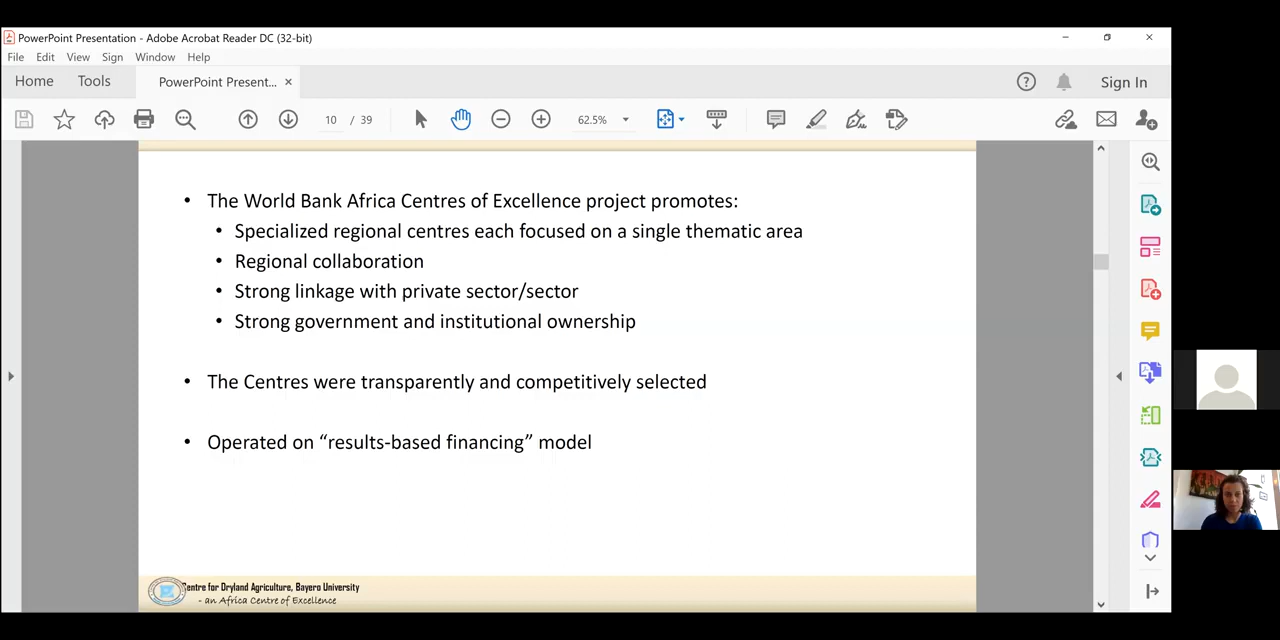 PowerPoint Presentation - Adobe Acrobat Reader DC (32-bit)
File Edit View Sign Window Help
Home Tools PowerPoint Present... × Sign In
10 / 39 62.5%
• The World Bank Africa Centres of Excellence project promotes:
• Specialized regional centres each focused on a single thematic area
• Regional collaboration
• Strong linkage with private sector/sector
• Strong government and institutional ownership
• The Centres were transparently and competitively selected
• Operated on “results-based financing” model
Centre for Dryland Agriculture, Bayero University
- an Africa Centre of Excellence